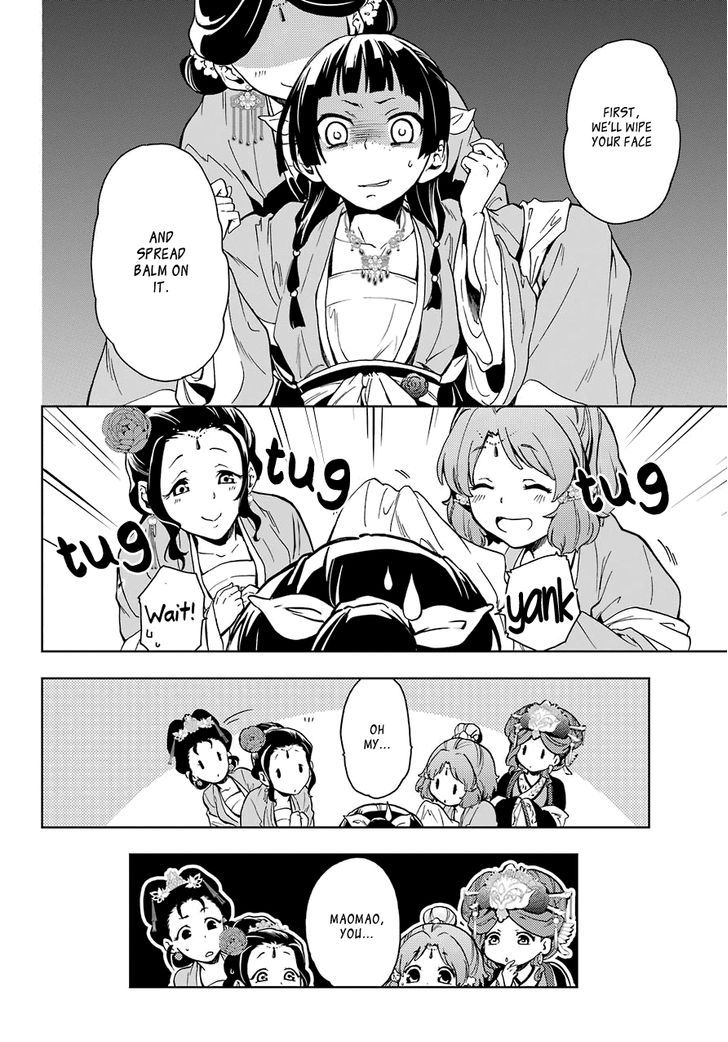 FIRST,
WE'LL WIPE
YOUR FACE
AND
SPREAD
BALM ON
IT.
tug
tug
tug
Wait!
yank
OH
MY...
MAOMAO,
YOU...